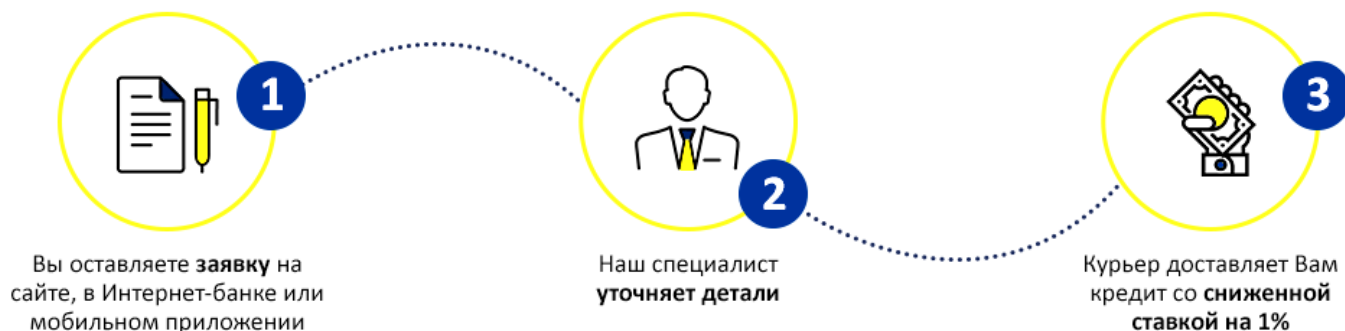 1
Вы оставляете заявку на
сайте, в Интернет-банке или
мобильном приложении
2
Наш специалист
уточняет детали
3
Курьер доставляет Вам
кредит со сниженной
ставкой на 1%